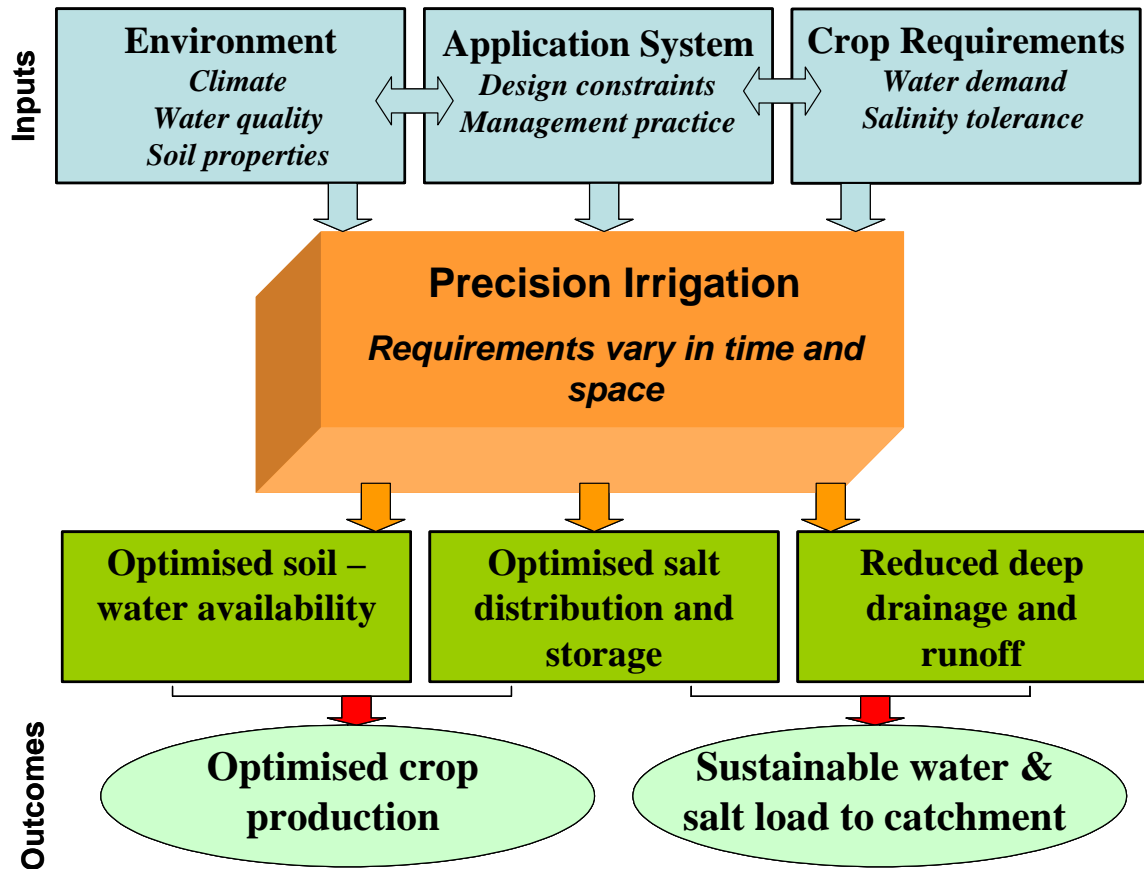 Inputs
Environment
Climate
Water quality
Soil properties
Application System
Design constraints
Management practice
Crop Requirements
Water demand
Salinity tolerance
Precision Irrigation
Requirements vary in time and
space
Optimised soil –
water availability
Optimised salt
distribution and
storage
Reduced deep
drainage and
runoff
Outcomes
Optimised crop
production
Sustainable water &
salt load to catchment